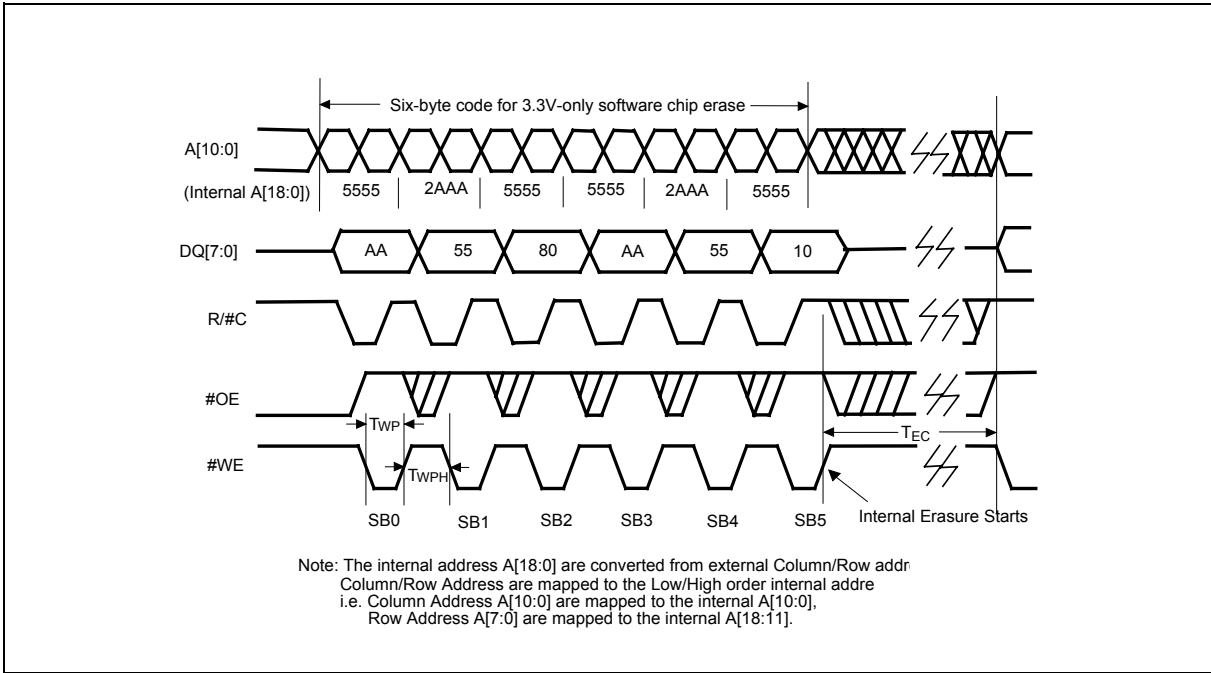 Six-byte code for 3.3V-only software chip erase
A[10:0]
(Internal A[18:0])
5555 2AAA 5555 5555 2AAA 5555
DQ[7:0]
AA 55 80 AA 55 10
R/#C
#OE
TWP
TEC
#WE
TWPH
SB0 SB1 SB2 SB3 SB4 SB5
Internal Erasure Starts
Note: The internal address A[18:0] are converted from external Column/Row addr
Column/Row Address are mapped to the Low/High order internal addre
i.e. Column Address A[10:0] are mapped to the internal A[10:0],
Row Address A[7:0] are mapped to the internal A[18:11].